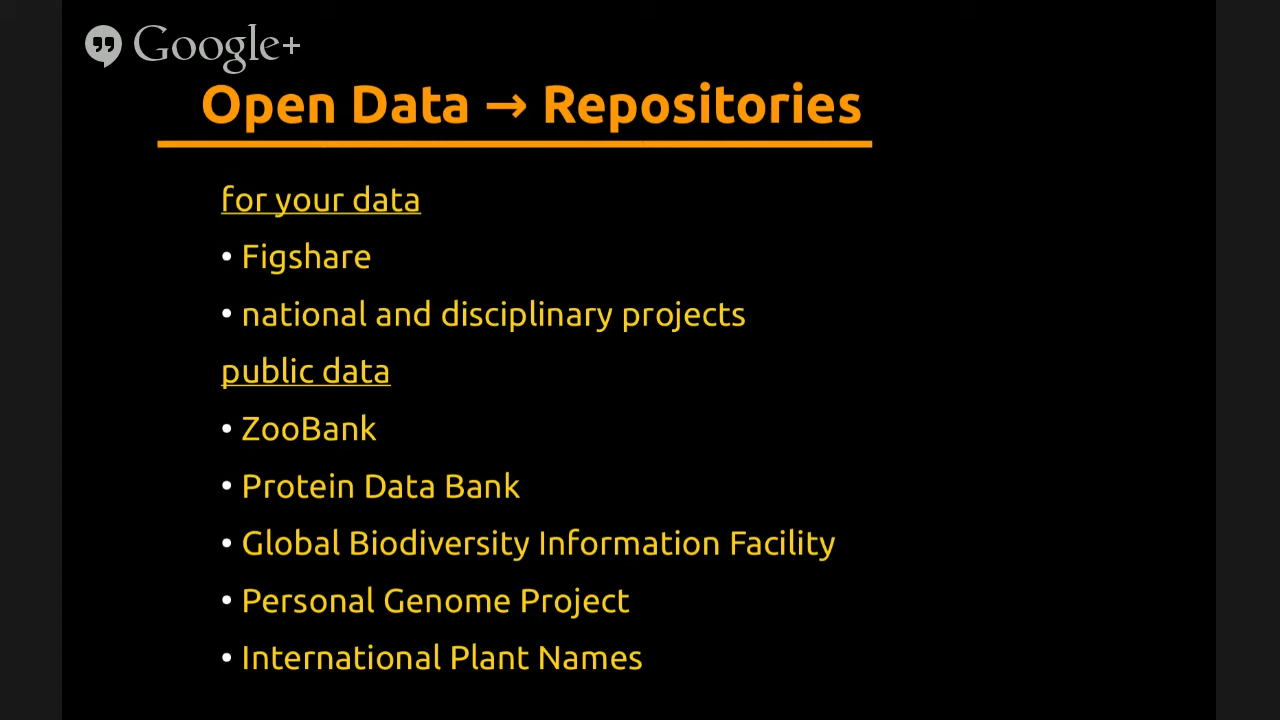 Google+
Open Data → Repositories
for your data
• Figshare
• national and disciplinary projects
public data
• ZooBank
• Protein Data Bank
• Global Biodiversity Information Facility
• Personal Genome Project
• International Plant Names